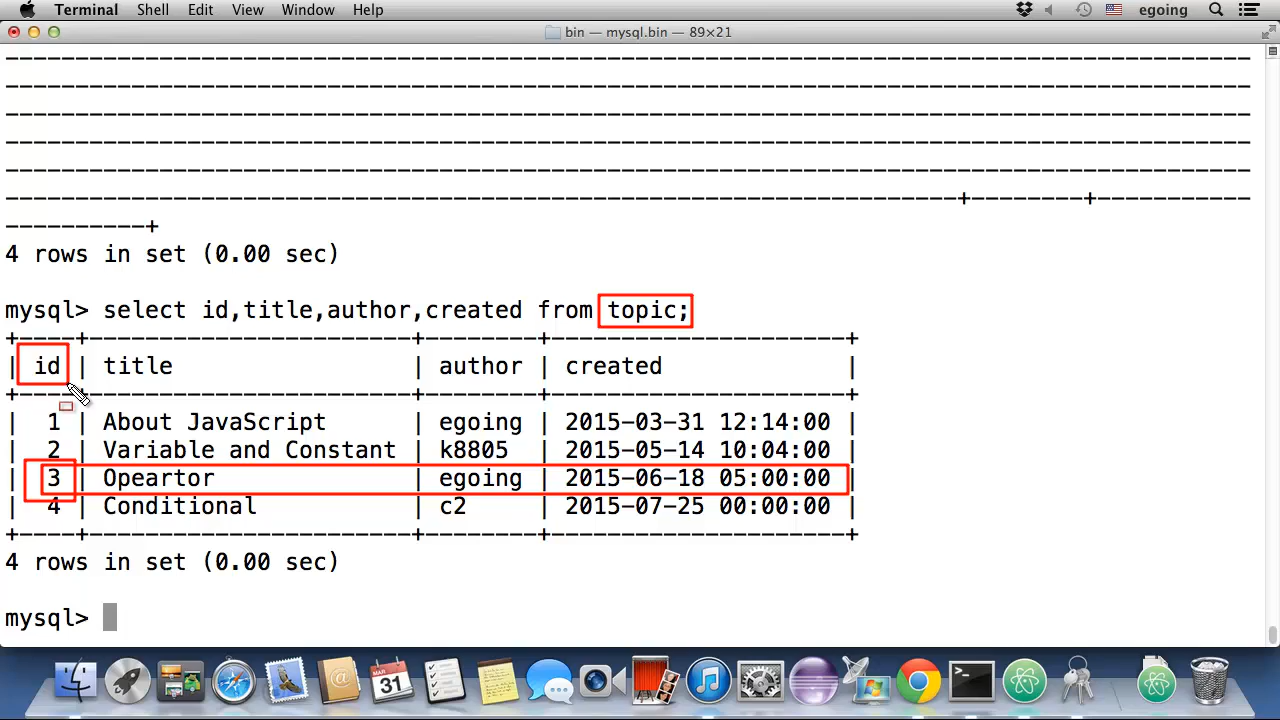 Terminal Shell Edit View Window Help egoing
bin — mysql.bin — 89×21
--------------------------------------------------------------------------------
--------------------------------------------------------------------------------
--------------------------------------------------------------------------------
--------------------------------------------------------------------------------
--------------------------------------------------------------------------------
--------------------------------------------------------------------+--------+-----------
----------+
4 rows in set (0.00 sec)
mysql> select id,title,author,created from topic;
+----+-----------------------+--------+---------------------+
| id | title                 | author | created             |
+----+-----------------------+--------+---------------------+
|  1 | About JavaScript      | egoing | 2015-03-31 12:14:00 |
|  2 | Variable and Constant | k8805  | 2015-05-14 10:04:00 |
|  3 | Opeartor              | egoing | 2015-06-18 05:00:00 |
|  4 | Conditional           | c2     | 2015-07-25 00:00:00 |
+----+-----------------------+--------+---------------------+
4 rows in set (0.00 sec)
mysql>
31